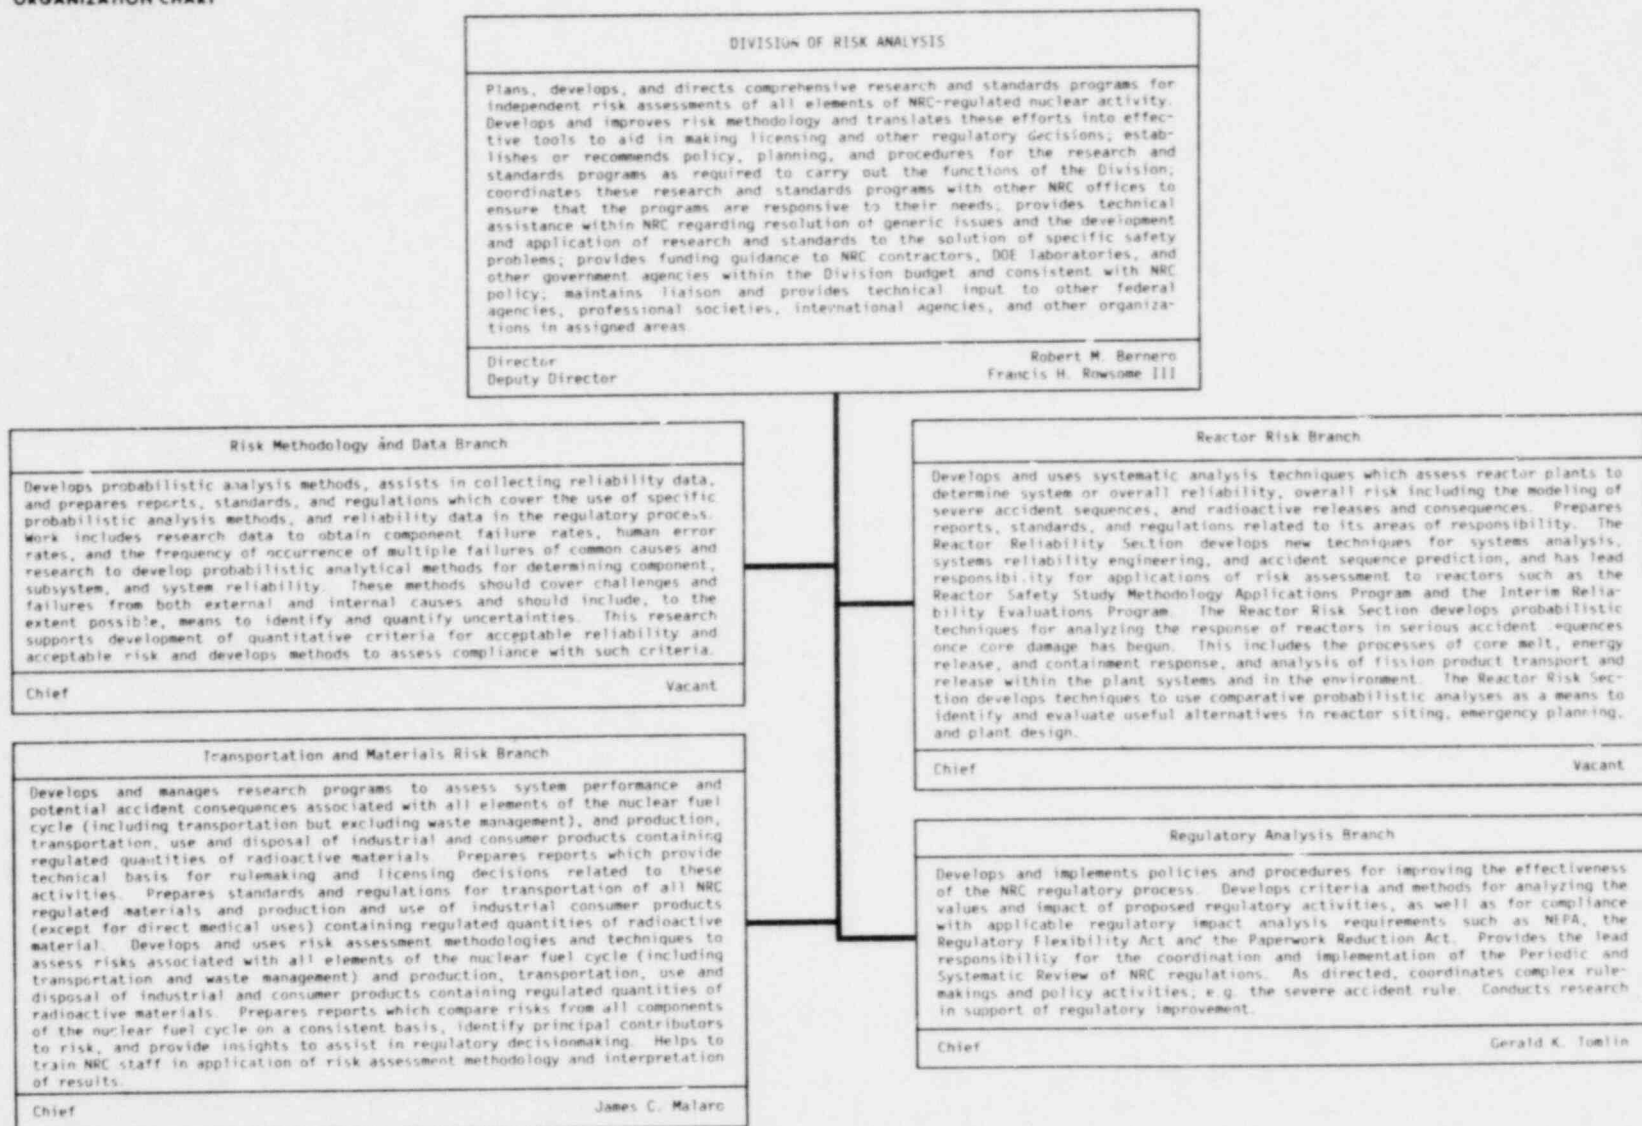 ORGANIZATION CHART
DIVISION OF RISK ANALYSIS
Plans, develops, and directs comprehensive research and standards programs for
independent risk assessments of all elements of NRC-regulated nuclear activity.
Develops and improves risk methodology and translates these efforts into effec-
tive tools to aid in making licensing and other regulatory decisions; estab-
lishes or recommends policy, planning, and procedures for the research and
standards programs as required to carry out the functions of the Division;
coordinates these research and standards programs with other NRC offices to
ensure that the programs are responsive to their needs; provides technical
assistance within NRC regarding resolution of generic issues and the development
and application of research and standards to the solution of specific safety
problems; provides funding guidance to NRC contractors, DOE laboratories, and
other government agencies within the Division budget and consistent with NRC
policy; maintains liaison and provides technical input to other federal
agencies, professional societies, international agencies, and other organiza-
tions in assigned areas.
Director Robert M. Bernero
Deputy Director Francis H. Rowsome III
Risk Methodology and Data Branch
Develops probabilistic analysis methods, assists in collecting reliability data,
and prepares reports, standards, and regulations which cover the use of specific
probabilistic analysis methods, and reliability data in the regulatory process.
Work includes research data to obtain component failure rates, human error
rates, and the frequency of occurrence of multiple failures of common causes and
research to develop probabilistic analytical methods for determining component,
subsystem, and system reliability. These methods should cover challenges and
failures from both external and internal causes and should include, to the
extent possible, means to identify and quantify uncertainties. This research
supports development of quantitative criteria for acceptable reliability and
acceptable risk and develops methods to assess compliance with such criteria.
Chief Vacant
Reactor Risk Branch
Develops and uses systematic analysis techniques which assess reactor plants to
determine system or overall reliability, overall risk including the modeling of
severe accident sequences, and radioactive releases and consequences. Prepares
reports, standards, and regulations related to its areas of responsibility. The
Reactor Reliability Section develops new techniques for systems analysis,
systems reliability engineering, and accident sequence prediction, and has lead
responsibility for applications of risk assessment to reactors such as the
Reactor Safety Study Methodology Applications Program and the Interim Relia-
bility Evaluations Program. The Reactor Risk Section develops probabilistic
techniques for analyzing the response of reactors in serious accident sequences
once core damage has begun. This includes the processes of core melt, energy
release, and containment response, and analysis of fission product transport and
release within the plant systems and in the environment. The Reactor Risk Sec-
tion develops techniques to use comparative probabilistic analyses as a means to
identify and evaluate useful alternatives in reactor siting, emergency planning,
and plant design.
Chief Vacant
Transportation and Materials Risk Branch
Develops and manages research programs to assess system performance and
potential accident consequences associated with all elements of the nuclear fuel
cycle (including transportation but excluding waste management), and production,
transportation, use and disposal of industrial and consumer products containing
regulated quantities of radioactive materials. Prepares reports which provide
technical basis for rulemaking and licensing decisions related to these
activities. Prepares standards and regulations for transportation of all NRC
regulated materials and production and use of industrial consumer products
(except for direct medical uses) containing regulated quantities of radioactive
material. Develops and uses risk assessment methodologies and techniques to
assess risks associated with all elements of the nuclear fuel cycle (including
transportation and waste management) and production, transportation, use and
disposal of industrial and consumer products containing regulated quantities of
radioactive materials. Prepares reports which compare risks from all components
of the nuclear fuel cycle on a consistent basis, identify principal contributors
to risk, and provide insights to assist in regulatory decisionmaking. Helps to
train NRC staff in application of risk assessment methodology and interpretation
of results.
Chief James C. Malaro
Regulatory Analysis Branch
Develops and implements policies and procedures for improving the effectiveness
of the NRC regulatory process. Develops criteria and methods for analyzing the
values and impact of proposed regulatory activities, as well as for compliance
with applicable regulatory impact analysis requirements such as NEPA, the
Regulatory Flexibility Act and the Paperwork Reduction Act. Provides the lead
responsibility for the coordination and implementation of the Periodic and
Systematic Review of NRC regulations. As directed, coordinates complex rule-
makings and policy activities; e.g. the severe accident rule. Conducts research
in support of regulatory improvement.
Chief Gerald K. Tomlin